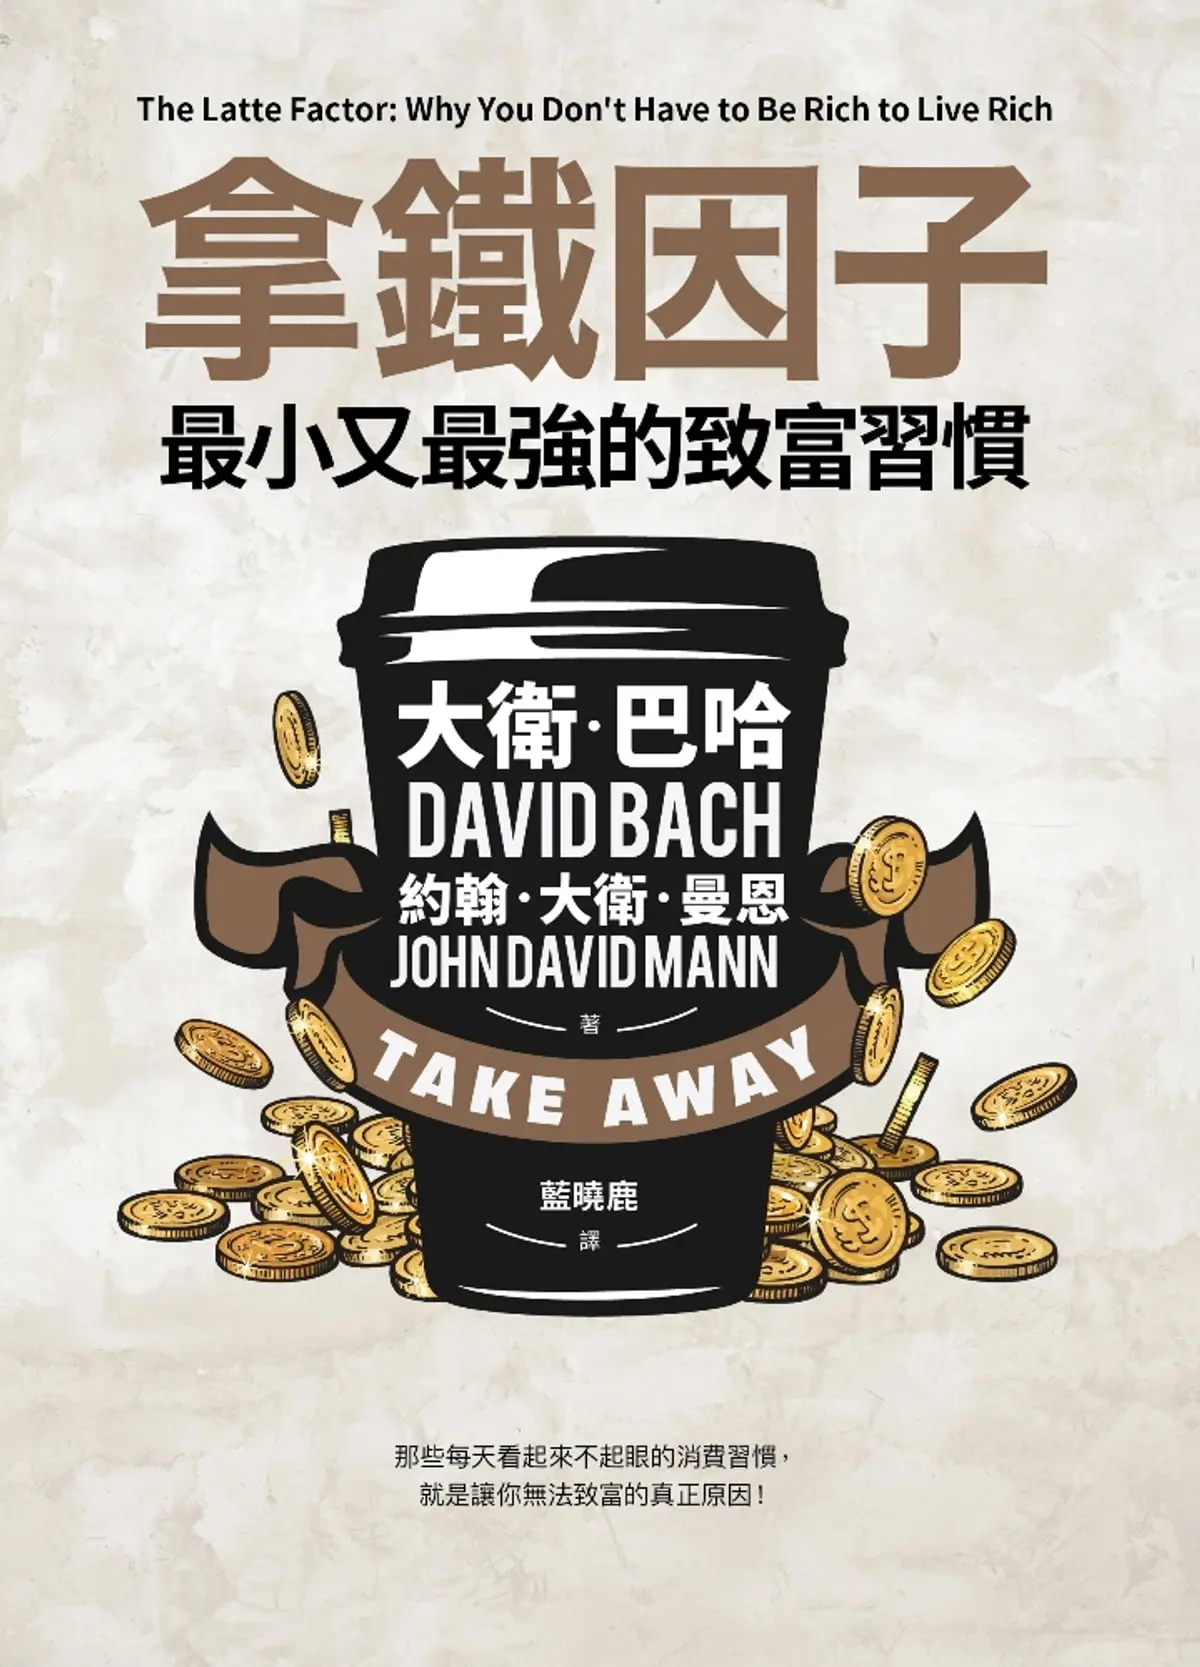 The Latte Factor: Why You Don't Have to Be Rich to Live Rich
拿鐵因子
最小又最強的致富習慣
大衛·巴哈
DAVID BACH
約翰·大衛·曼恩
JOHN DAVID MANN
著
TAKE AWAY
藍曉鹿
譯
那些每天看起來不起眼的消費習慣，
就是讓你無法致富的真正原因！